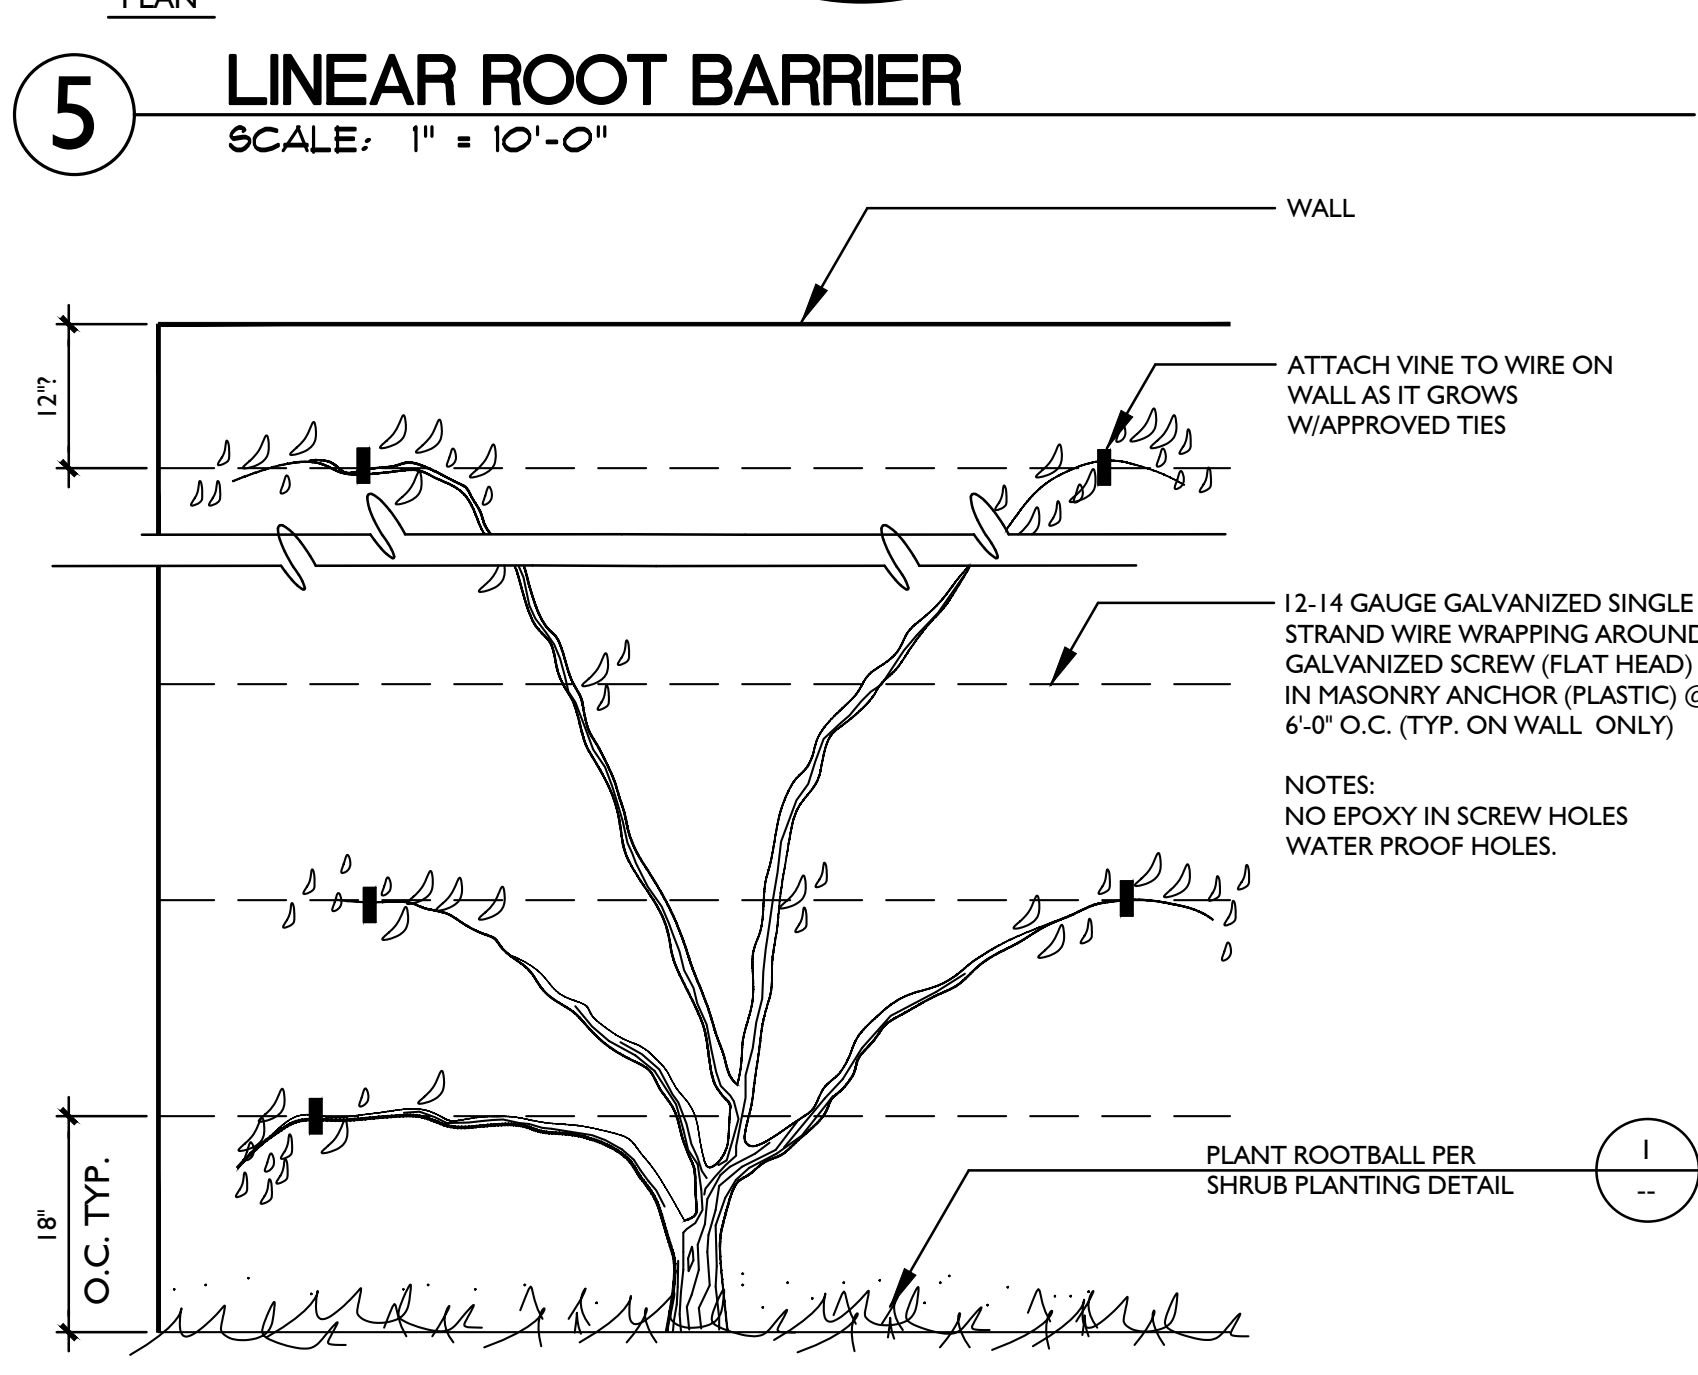 PLAN
5
LINEAR ROOT BARRIER
SCALE: 1" = 10'-0"
WALL
12"?
ATTACH VINE TO WIRE ON
WALL AS IT GROWS
W/APPROVED TIES
12-14 GAUGE GALVANIZED SINGLE
STRAND WIRE WRAPPING AROUND
GALVANIZED SCREW (FLAT HEAD)
IN MASONRY ANCHOR (PLASTIC) @
6'-0" O.C. (TYP. ON WALL ONLY)
NOTES:
NO EPOXY IN SCREW HOLES
WATER PROOF HOLES.
18"
O.C. TYP.
PLANT ROOTBALL PER
SHRUB PLANTING DETAIL
1
--